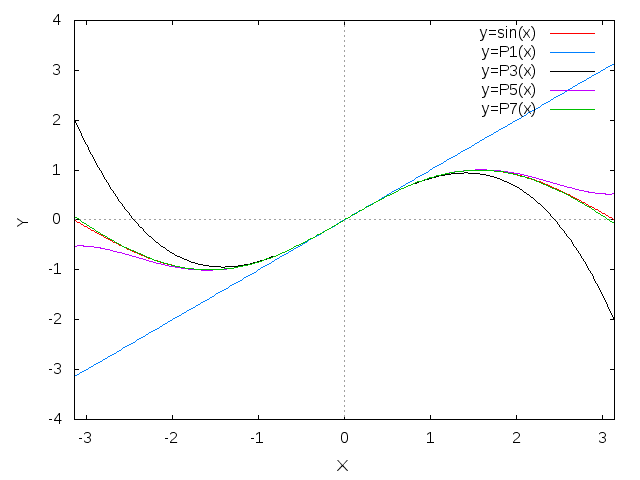 4
3
2
1
0
-1
-2
-3
-4
Y
y=sin(x)
y=P1(x)
y=P3(x)
y=P5(x)
y=P7(x)
-3 -2 -1 0 1 2 3
X